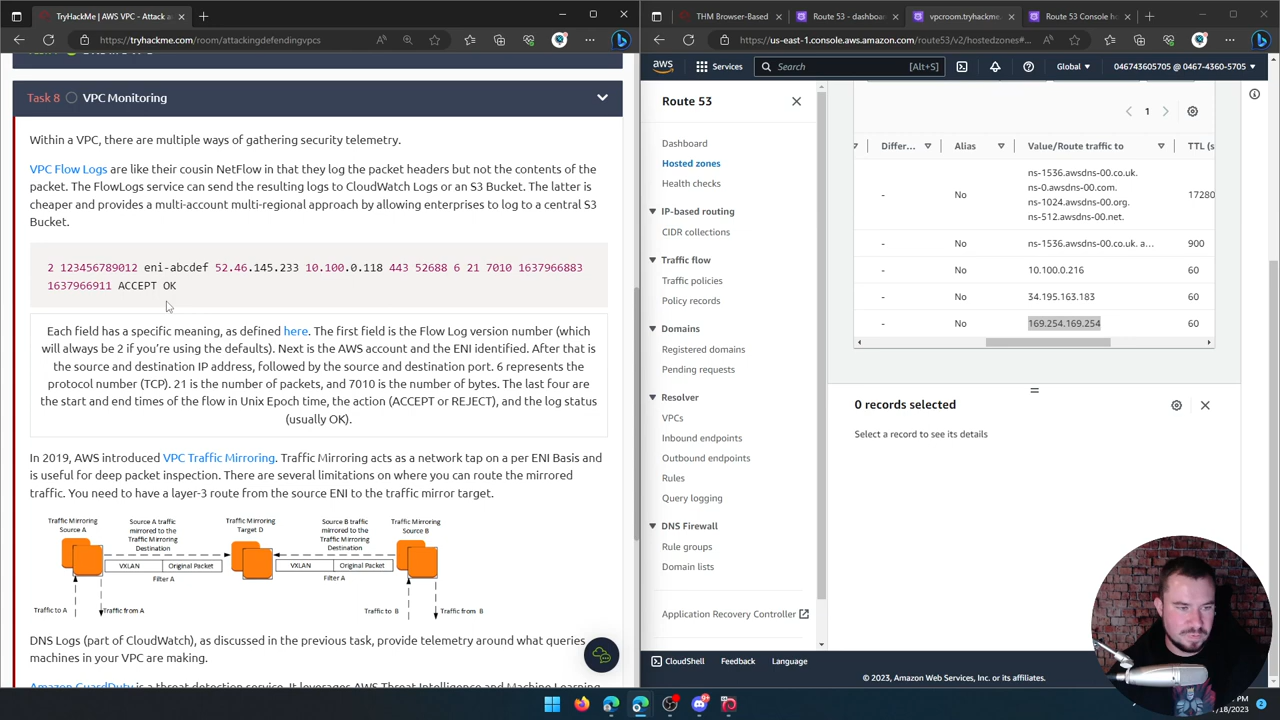 TryHackMe | AWS VPC - Attack a
https://tryhackme.com/room/attackingdefendingvpcs
Task 8 VPC Monitoring
Within a VPC, there are multiple ways of gathering security telemetry.
VPC Flow Logs are like their cousin NetFlow in that they log the packet headers but not the contents of the
packet. The FlowLogs service can send the resulting logs to CloudWatch Logs or an S3 Bucket. The latter is
cheaper and provides a multi-account multi-regional approach by allowing enterprises to log to a central S3
Bucket.
2 123456789012 eni-abcdef 52.46.145.233 10.100.0.118 443 52688 6 21 7010 1637966883
1637966911 ACCEPT OK
Each field has a specific meaning, as defined here. The first field is the Flow Log version number (which
will always be 2 if you're using the defaults). Next is the AWS account and the ENI identified. After that is
the source and destination IP address, followed by the source and destination port. 6 represents the
protocol number (TCP). 21 is the number of packets, and 7010 is the number of bytes. The last four are
the start and end times of the flow in Unix Epoch time, the action (ACCEPT or REJECT), and the log status
(usually OK).
In 2019, AWS introduced VPC Traffic Mirroring. Traffic Mirroring acts as a network tap on a per ENI Basis and
is useful for deep packet inspection. There are several limitations on where you can route the mirrored
traffic. You need to have a layer-3 route from the source ENI to the traffic mirror target.
Traffic Mirroring
Source A
Source A traffic
mirrored to the
Traffic Mirroring
Destination
Traffic Mirroring
Target D
Source B traffic
mirrored to the
Traffic Mirroring
Destination
Traffic Mirroring
Source B
VXLAN Original Packet
VXLAN Original Packet
Filter A
Filter A
Traffic to A
Traffic from A
Traffic to B
Traffic from B
DNS Logs (part of CloudWatch), as discussed in the previous task, provide telemetry around what queries
machines in your VPC are making.
Amazon GuardDuty is a threat detection service. It leverages AWS Threat Intelligence and Machine Learning
THM Browser-Based
Route 53 - dashboa
vpcroom.tryhackme.
Route 53 Console h
https://us-east-1.console.aws.amazon.com/route53/v2/hostedzones#...
aws Services Search [Alt+S] Global 046743605705 @ 0467-4360-5705
Route 53
Dashboard
Hosted zones
Health checks
IP-based routing
CIDR collections
Traffic flow
Traffic policies
Policy records
Domains
Registered domains
Pending requests
Resolver
VPCs
Inbound endpoints
Outbound endpoints
Rules
Query logging
DNS Firewall
Rule groups
Domain lists
Application Recovery Controller
1
Differ... Alias Value/Route traffic to TTL (s
- No ns-1536.awsdns-00.co.uk. 17280
ns-0.awsdns-00.com.
ns-1024.awsdns-00.org.
ns-512.awsdns-00.net.
- No ns-1536.awsdns-00.co.uk. a... 900
- No 10.100.0.216 60
- No 34.195.163.183 60
- No 169.254.169.254 60
0 records selected
Select a record to see its details
CloudShell Feedback Language
© 2023, Amazon Web Services, Inc. or its affiliates.